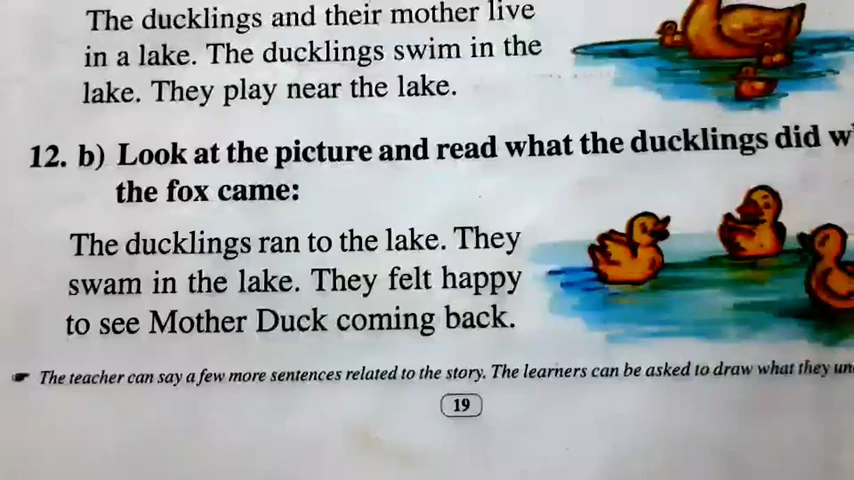 The ducklings and their mother live
in a lake. The ducklings swim in the
lake. They play near the lake.
12. b) Look at the picture and read what the ducklings did
the fox came:
The ducklings ran to the lake. They
swam in the lake. They felt happy
to see Mother Duck coming back.
The teacher can say a few more sentences related to the story. The learners can be asked to draw what they
19